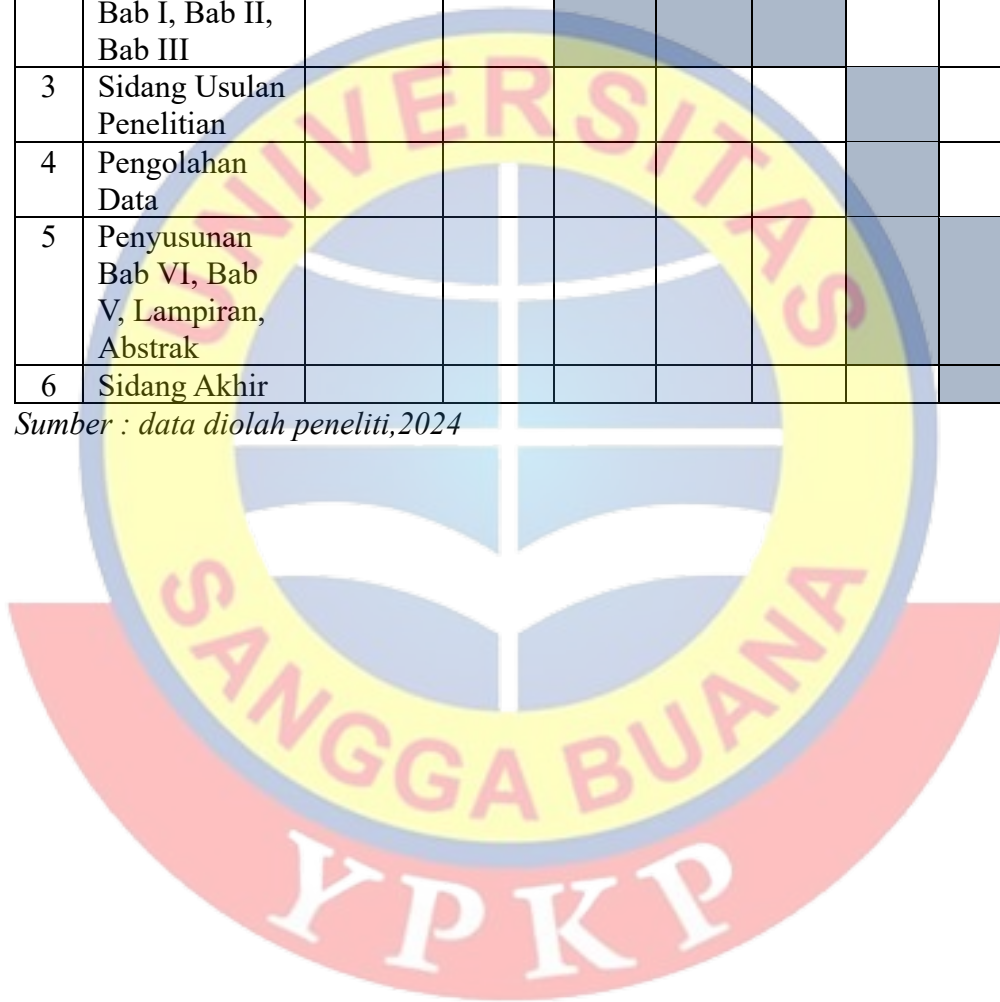 Bab I, Bab II,
Bab III
3 Sidang Usulan
Penelitian
4 Pengolahan
Data
5 Penyusunan
Bab VI, Bab
V, Lampiran,
Abstrak
6 Sidang Akhir
Sumber : data diolah peneliti,2024
UNIVERSITAS
SANGGA BUANA
YPKP